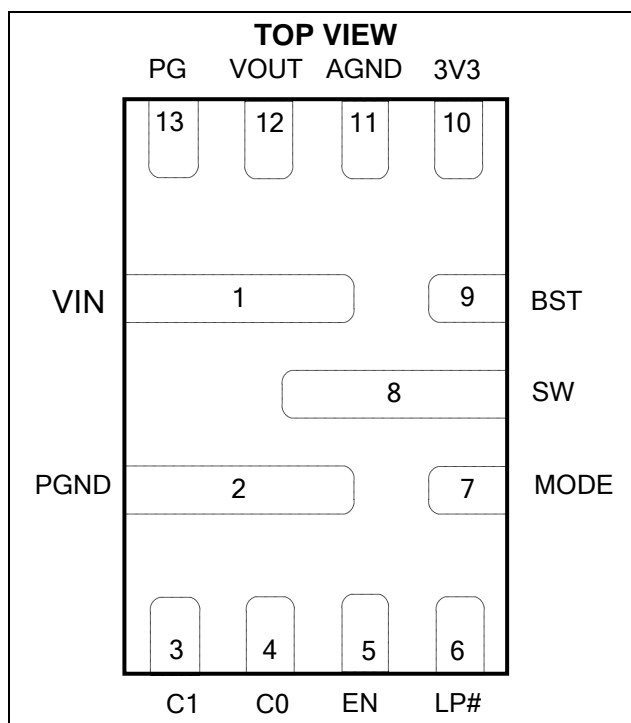 TOP VIEW
PG VOUT AGND 3V3
13 12 11 10
VIN 1 9 BST
8 SW
PGND 2 7 MODE
3 4 5 6
C1 C0 EN LP#